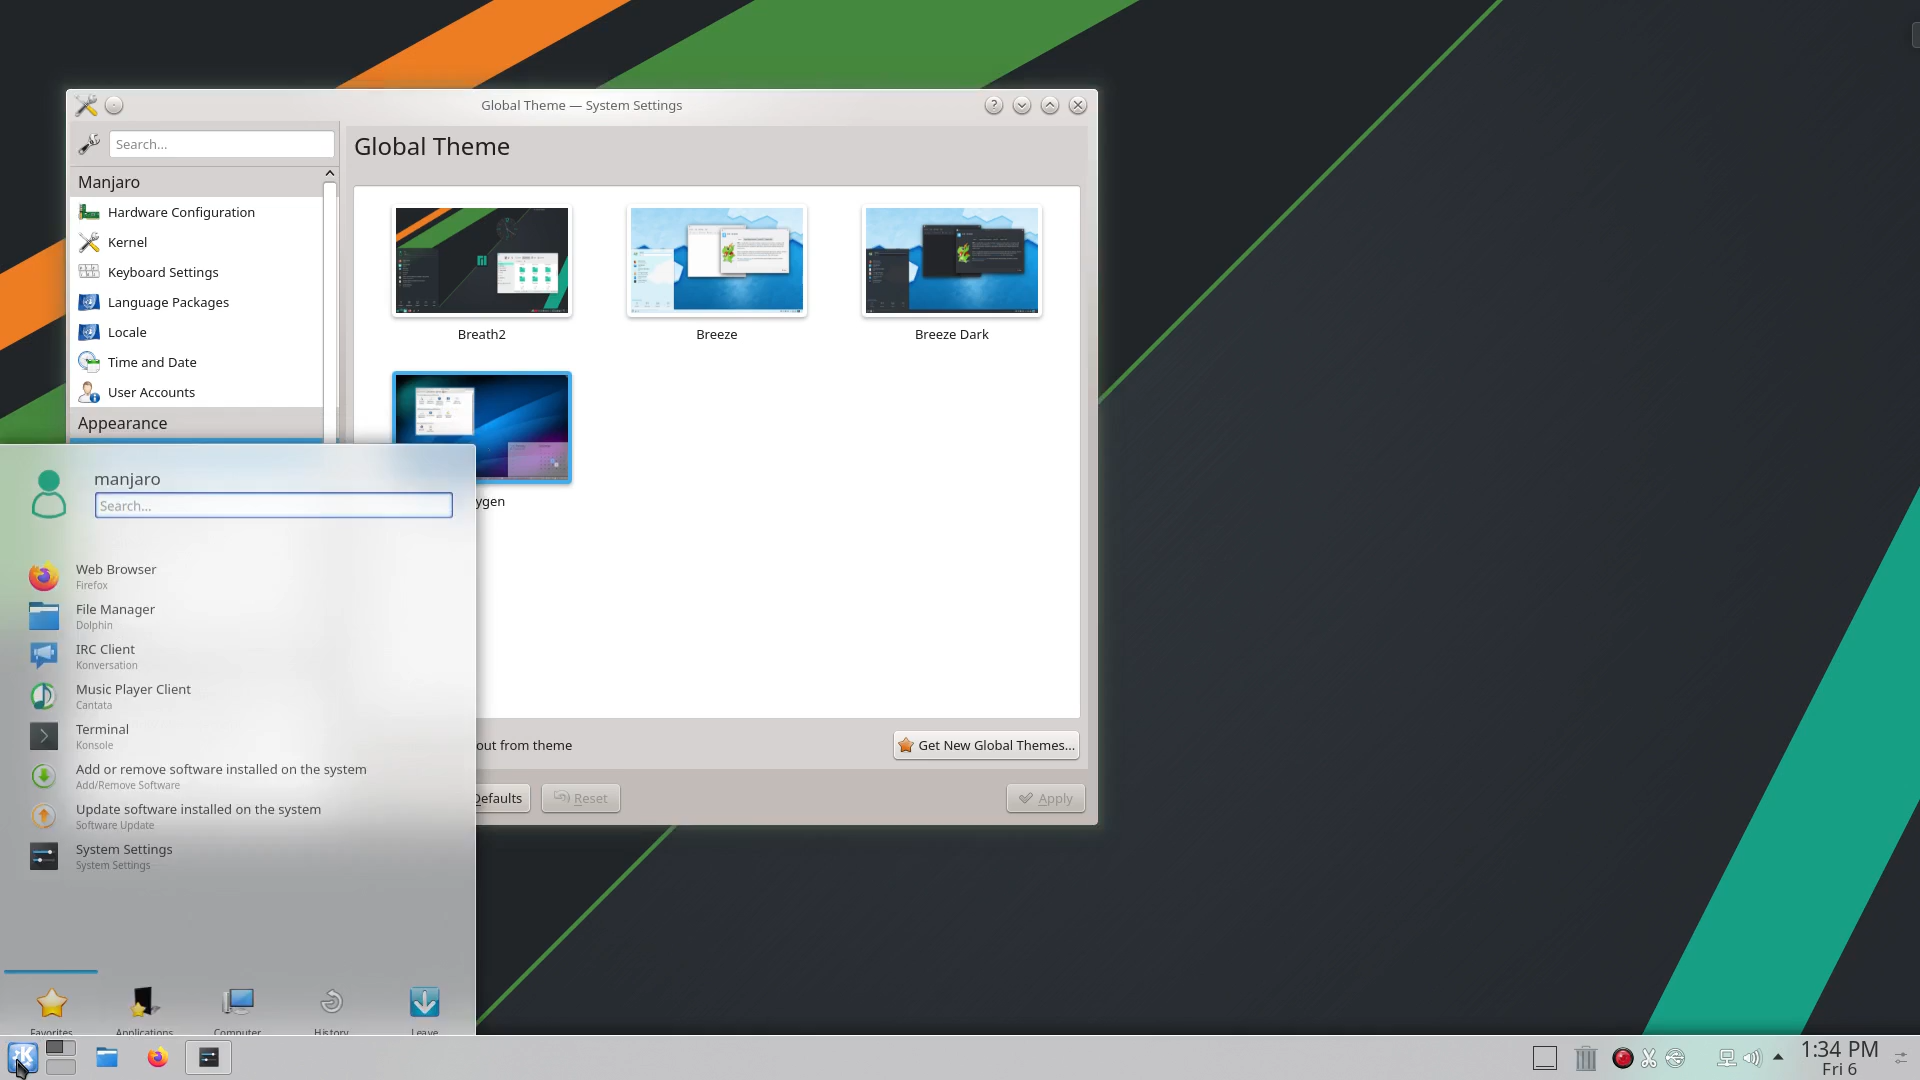 Global Theme — System Settings
?
Search...
Global Theme
Manjaro
Hardware Configuration
Kernel
Keyboard Settings
Language Packages
Locale
Time and Date
User Accounts
Appearance
Breath2
Breeze
Breeze Dark
ygen
manjaro
Search...
Web Browser
Firefox
File Manager
Dolphin
IRC Client
Konversation
Music Player Client
Cantata
Terminal
Konsole
Add or remove software installed on the system
Add/Remove Software
Update software installed on the system
Software Update
System Settings
System Settings
out from theme
Get New Global Themes...
Defaults
Reset
Apply
Favorites
Applications
Computer
History
Leave
1:34 PM
Fri 6